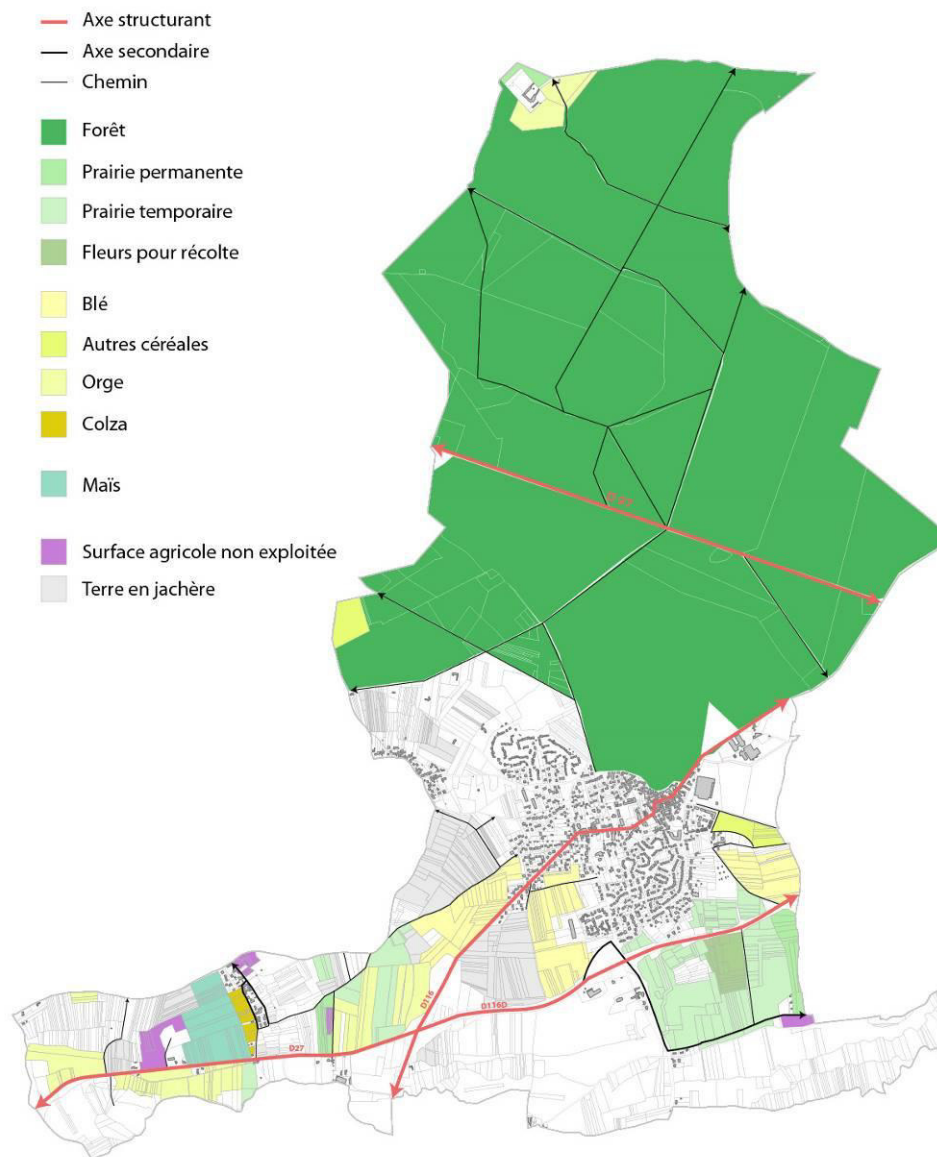 Axe structurant
Axe secondaire
Chemin
Forêt
Prairie permanente
Prairie temporaire
Fleurs pour récolte
Blé
Autres céréales
Orge
Colza
Maïs
Surface agricole non exploitée
Terre en jachère
D116
D116D
D27